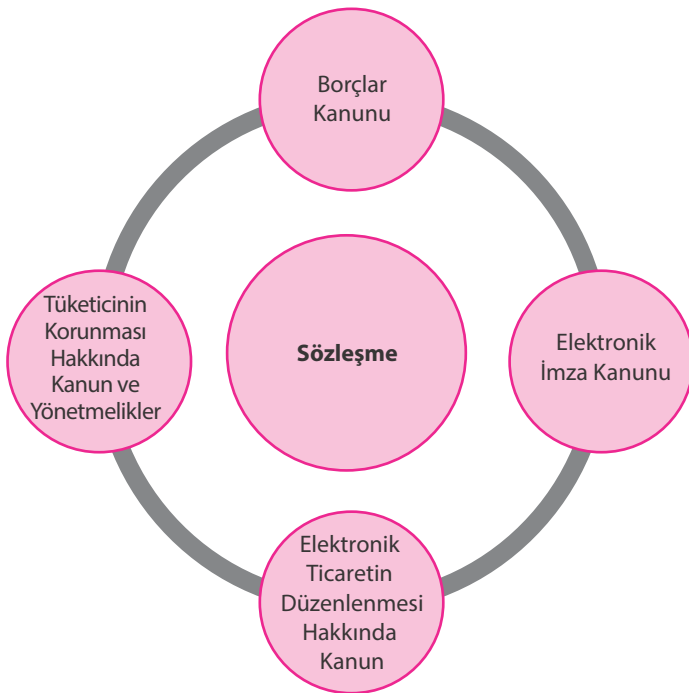 Borçlar
Kanunu
Tüketicinin
Korunması
Hakkında
Kanun ve
Yönetmelikler
Sözleşme
Elektronik
İmza Kanunu
Elektronik
Ticaretin
Düzenlenmesi
Hakkında
Kanun